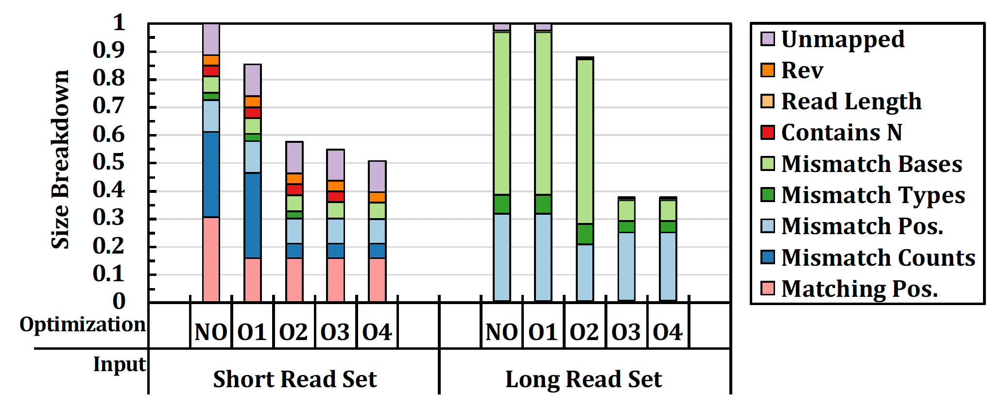 Size Breakdown
1
0.9
0.8
0.7
0.6
0.5
0.4
0.3
0.2
0.1
0
Optimization NO O1 O2 O3 O4 NO O1 O2 O3 O4
Input Short Read Set Long Read Set
Unmapped
Rev
Read Length
Contains N
Mismatch Bases
Mismatch Types
Mismatch Pos.
Mismatch Counts
Matching Pos.